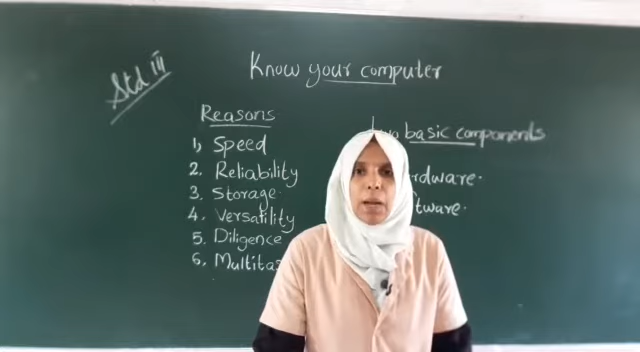 Std III
Know your computer
Reasons
1, Speed
2. Reliability
3. Storage
4. Versatility
5. Diligence
6. Multitas
basic components
rdware.
tware.